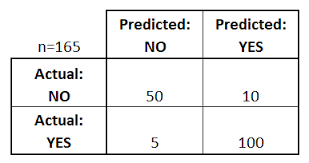 Predicted: Predicted:
n=165 NO YES
Actual:
NO 50 10
Actual:
YES 5 100